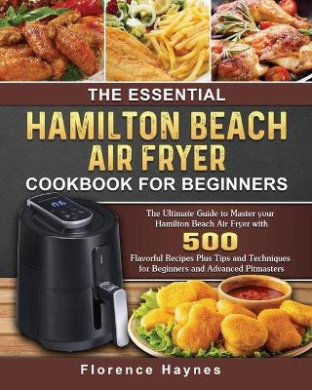 THE ESSENTIAL
HAMILTON BEACH
AIR FRYER
COOKBOOK FOR BEGINNERS
The Ultimate Guide to Master your
Hamilton Beach Air Fryer with
500
Flavorful Recipes Plus Tips and Techniques
for Beginners and Advanced Pitmasters
Florence Haynes